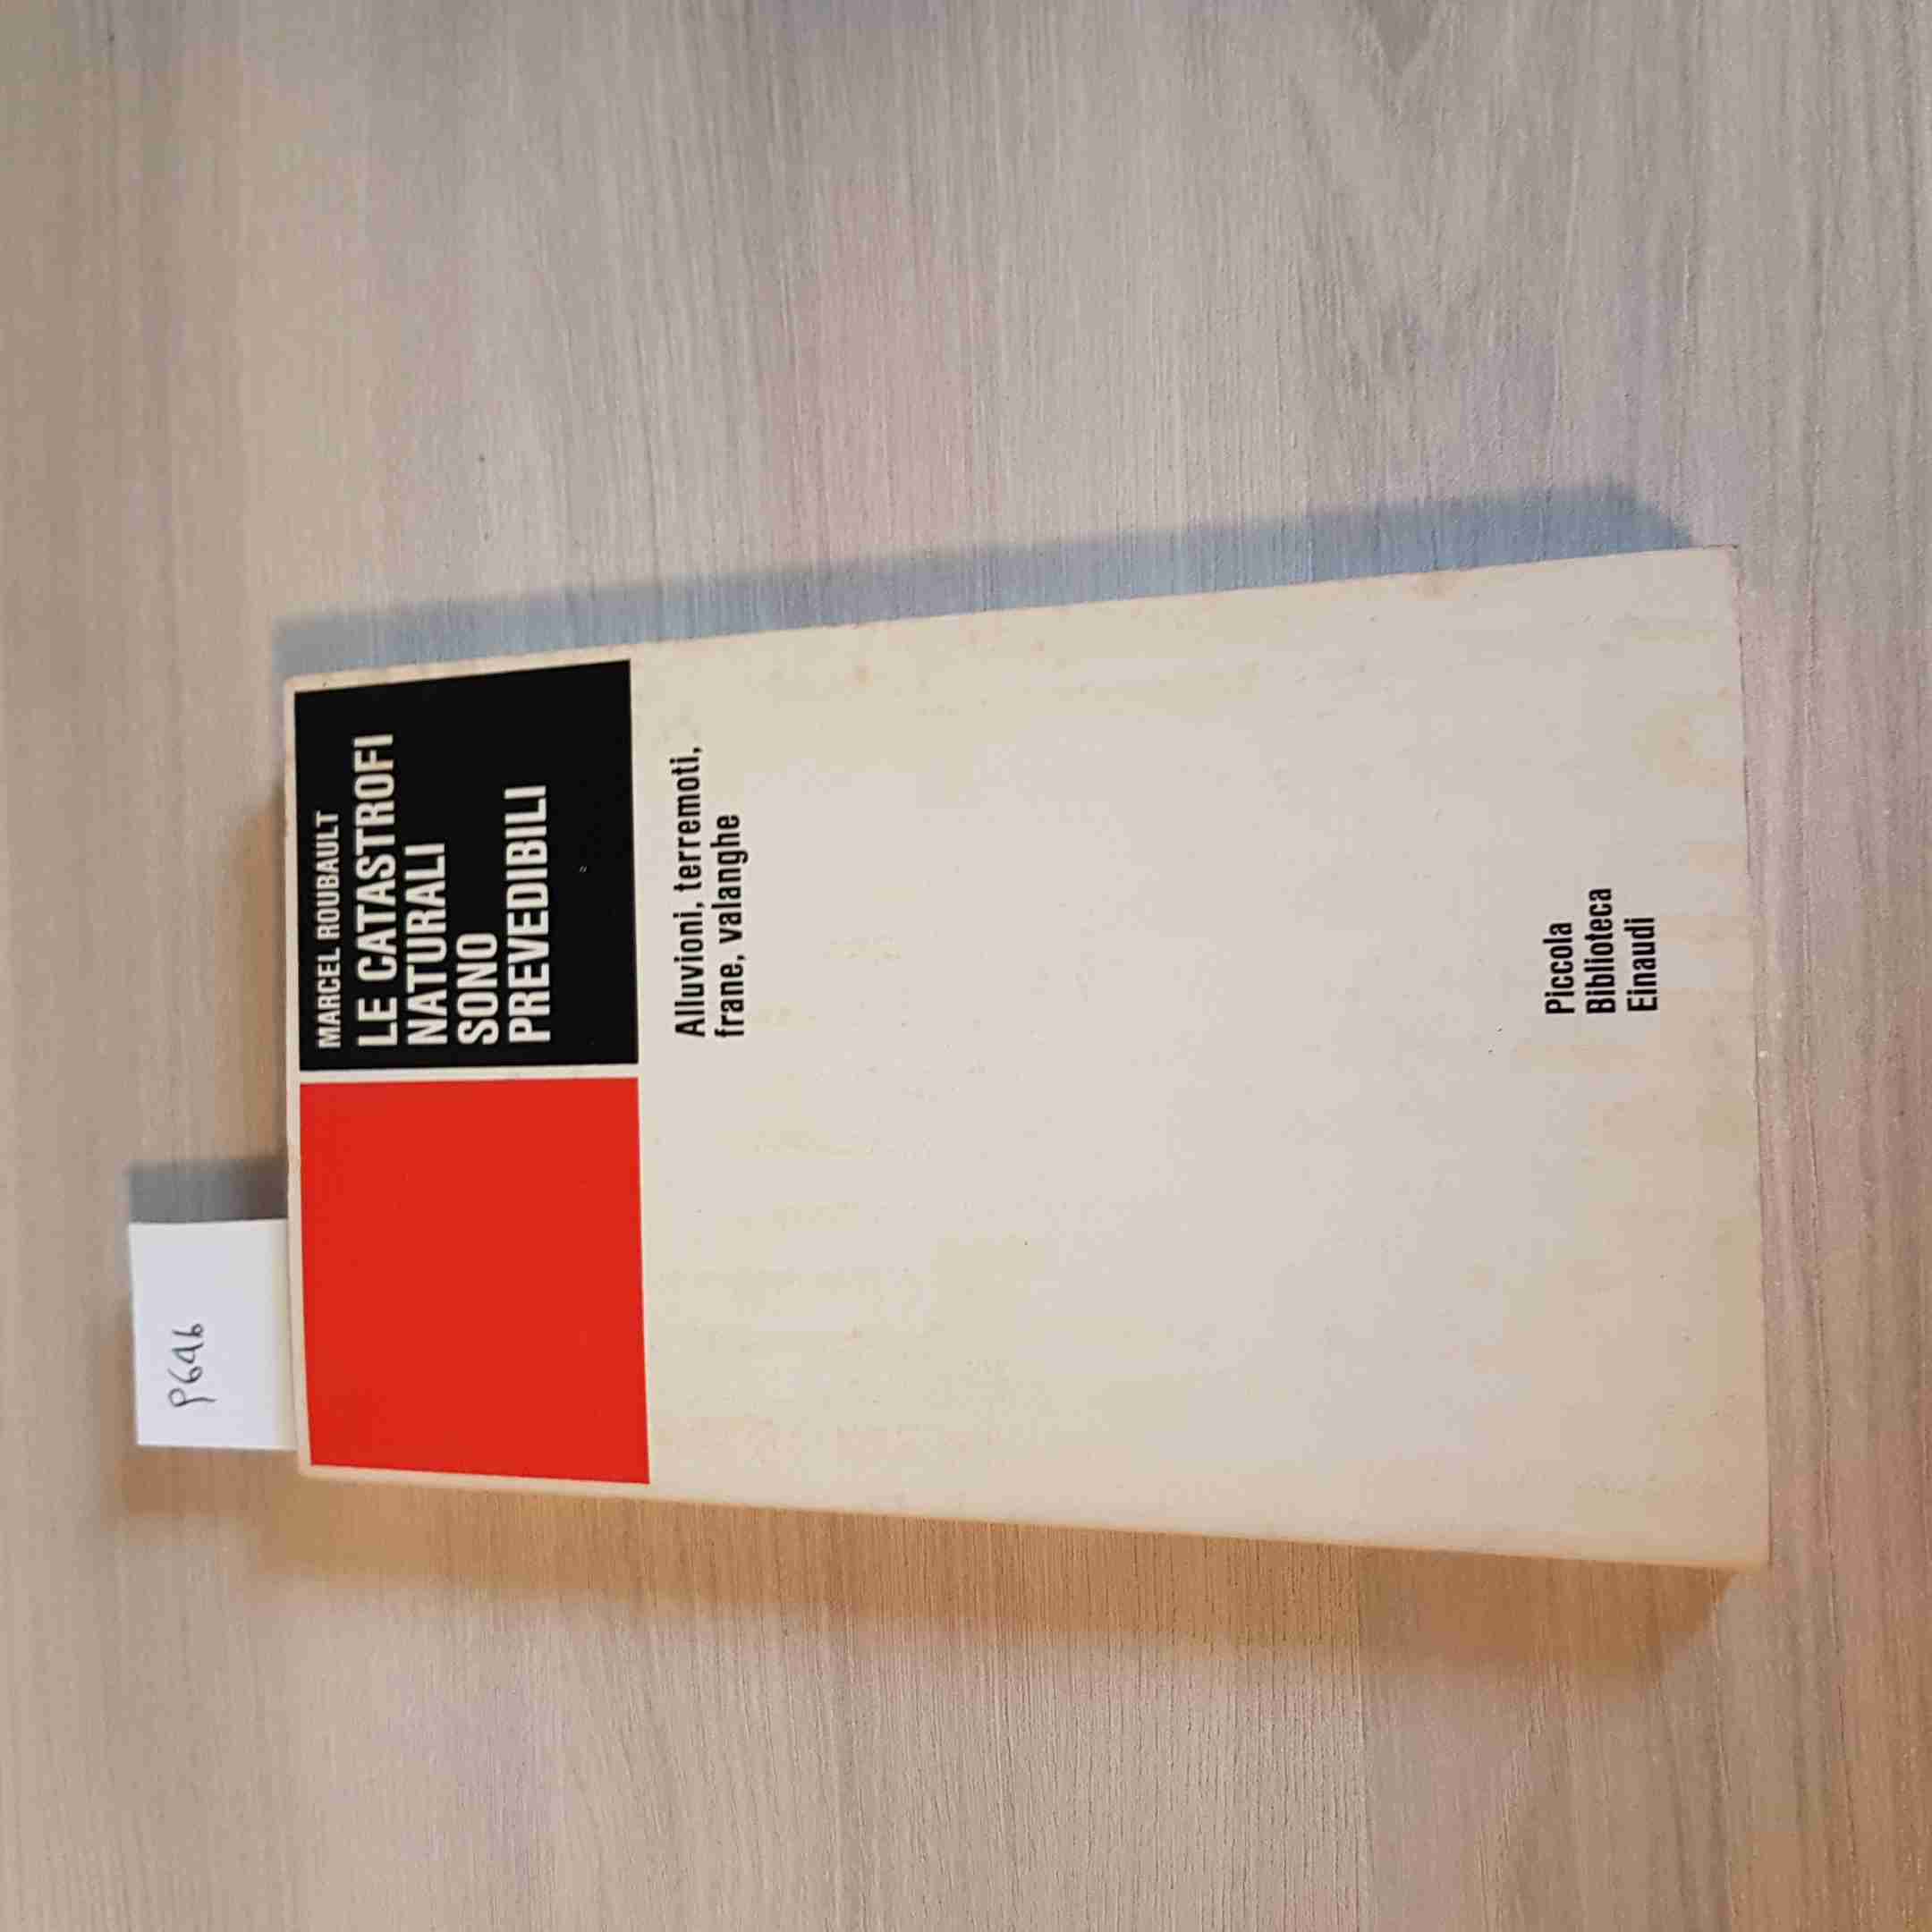 P646
MARCEL ROUBAULT
LE CATASTROFI
NATURALI
SONO
PREVEDIBILI
Alluvioni, terremoti,
frane, valanghe
Piccola
Biblioteca
Einaudi